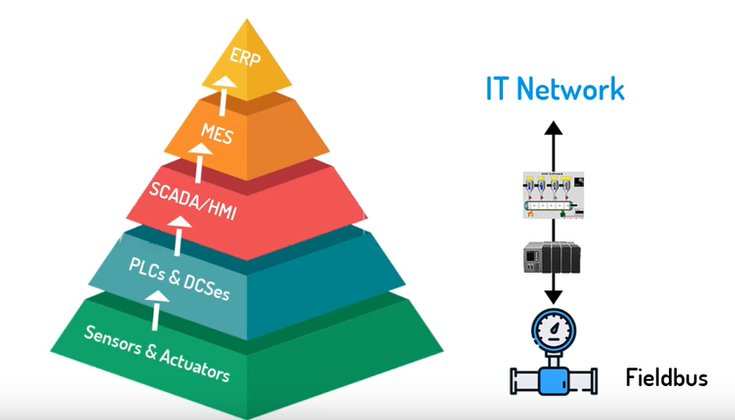 ERP
MES
SCADA/HMI
PLCs & DCSes
Sensors & Actuators
IT Network
Fieldbus